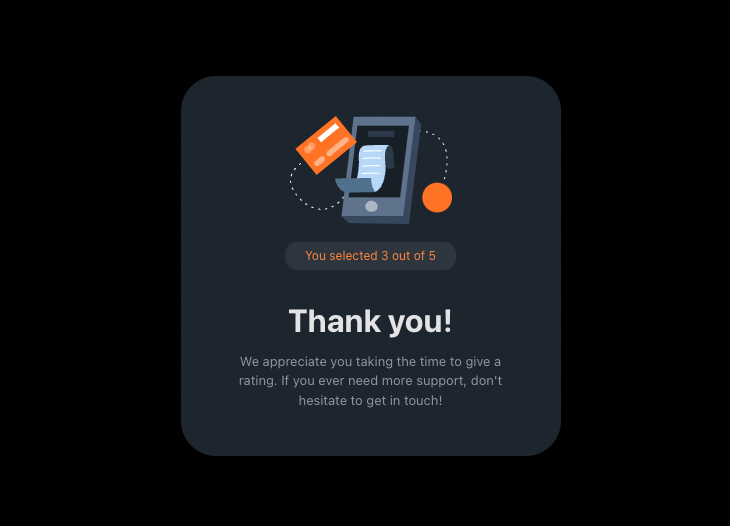 You selected 3 out of 5
Thank you!
We appreciate you taking the time to give a
rating. If you ever need more support, don't
hesitate to get in touch!